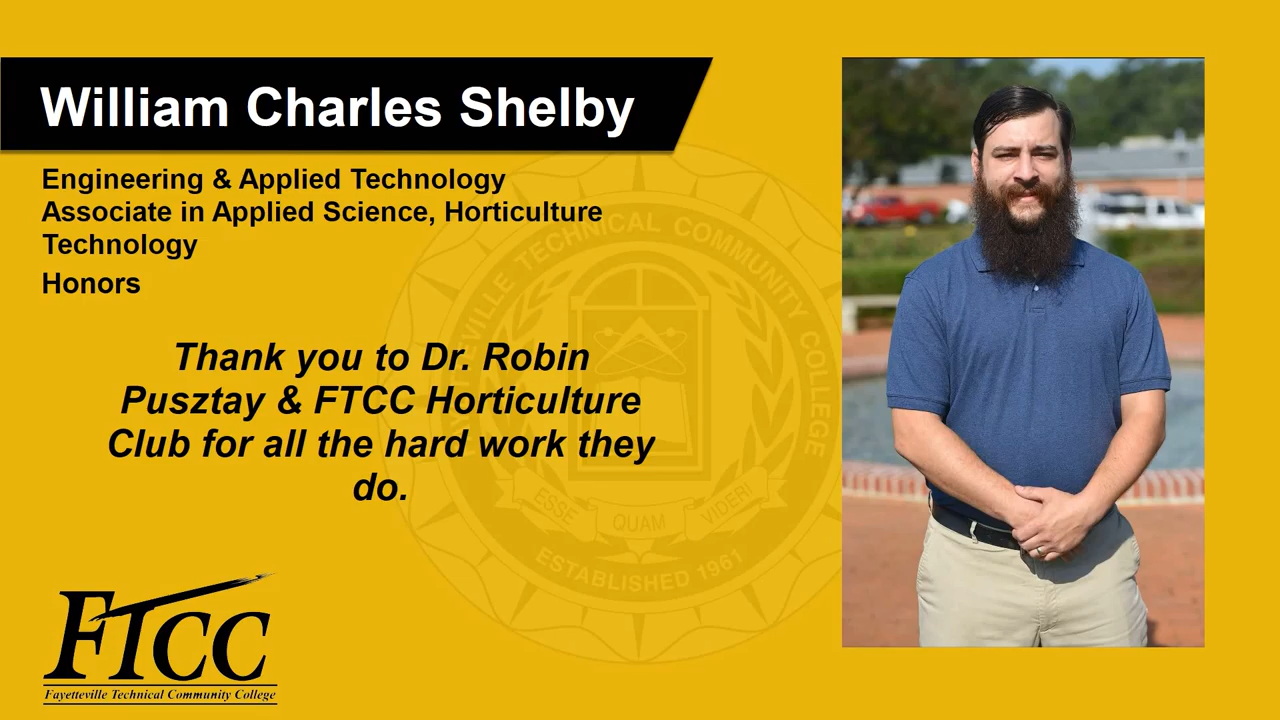 William Charles Shelby
Engineering & Applied Technology
Associate in Applied Science, Horticulture
Technology
Honors
Thank you to Dr. Robin
Pusztay & FTCC Horticulture
Club for all the hard work they
do.
FAYETTEVILLE TECHNICAL COMMUNITY COLLEGE
ESSE QUAM VIDERI
ESTABLISHED 1961
FTCC
Fayetteville Technical Community College